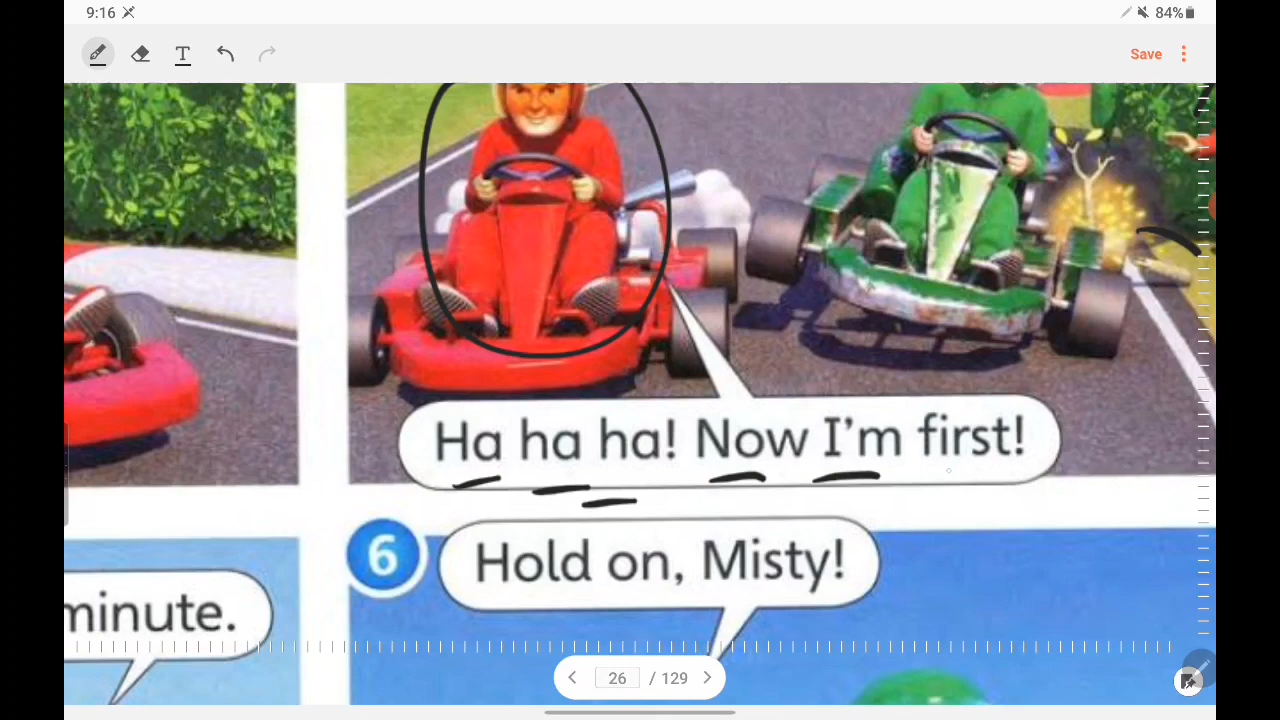 9:16
84%
T
Save
Ha ha ha! Now I'm first!
6
Hold on, Misty!
minute.
26 / 129